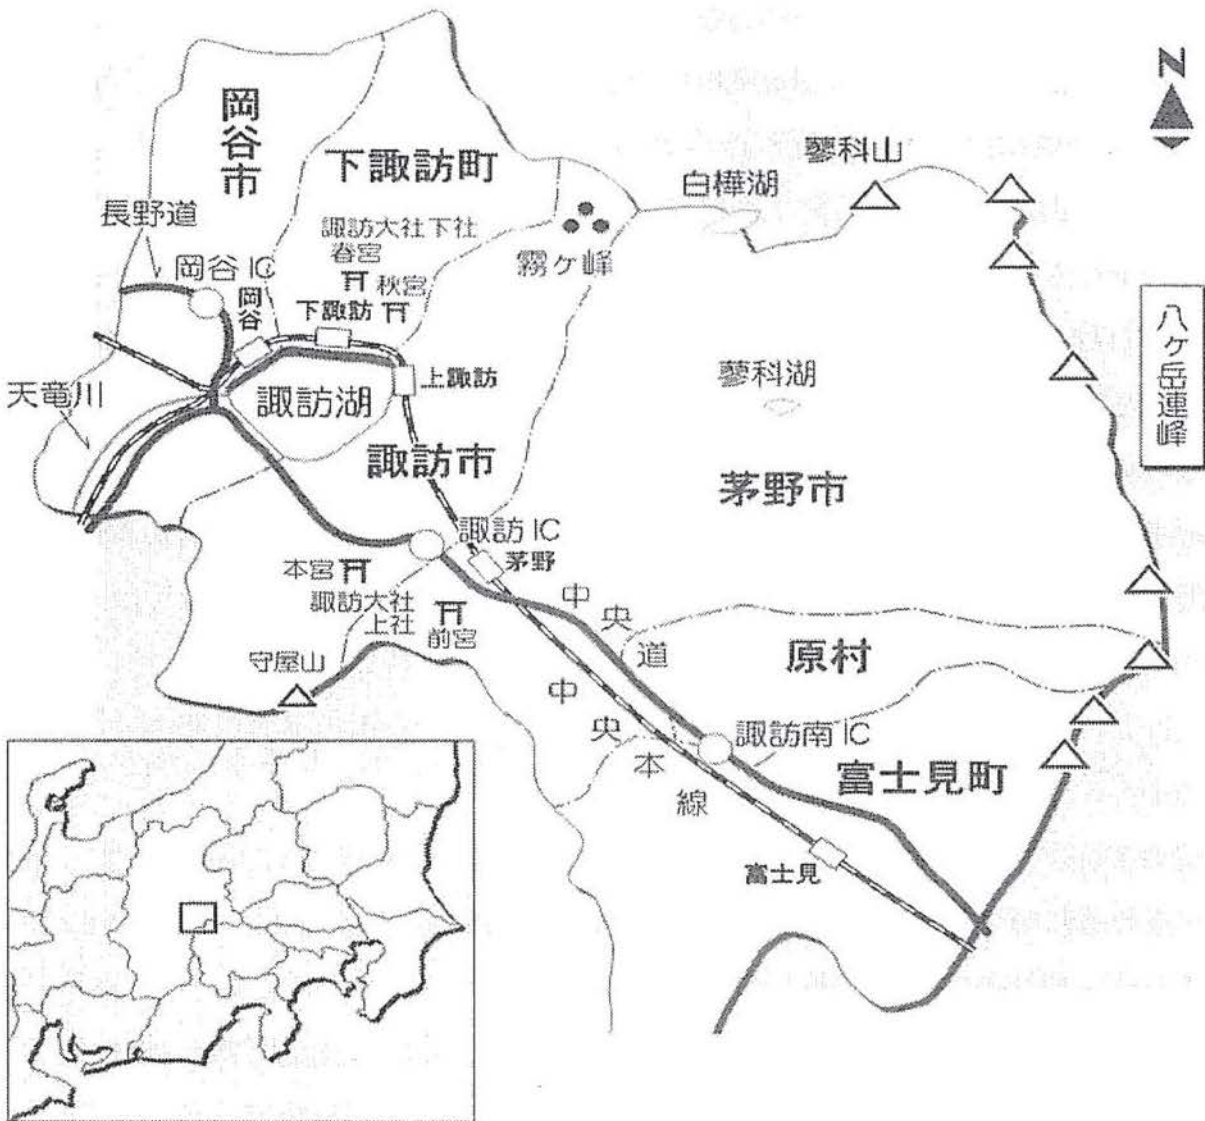 N
岡谷市
下諏訪町
蓼科山
白樺湖
長野道
諏訪大社下社
春宮
秋宮
霧ヶ峰
岡谷IC
岡谷
下諏訪
八ヶ岳連峰
上諏訪
蓼科湖
天竜川
諏訪湖
諏訪市
茅野市
諏訪IC
茅野
本宮
諏訪大社
上社
前宮
中央道
原村
守屋山
中央本線
諏訪南IC
富士見町
富士見